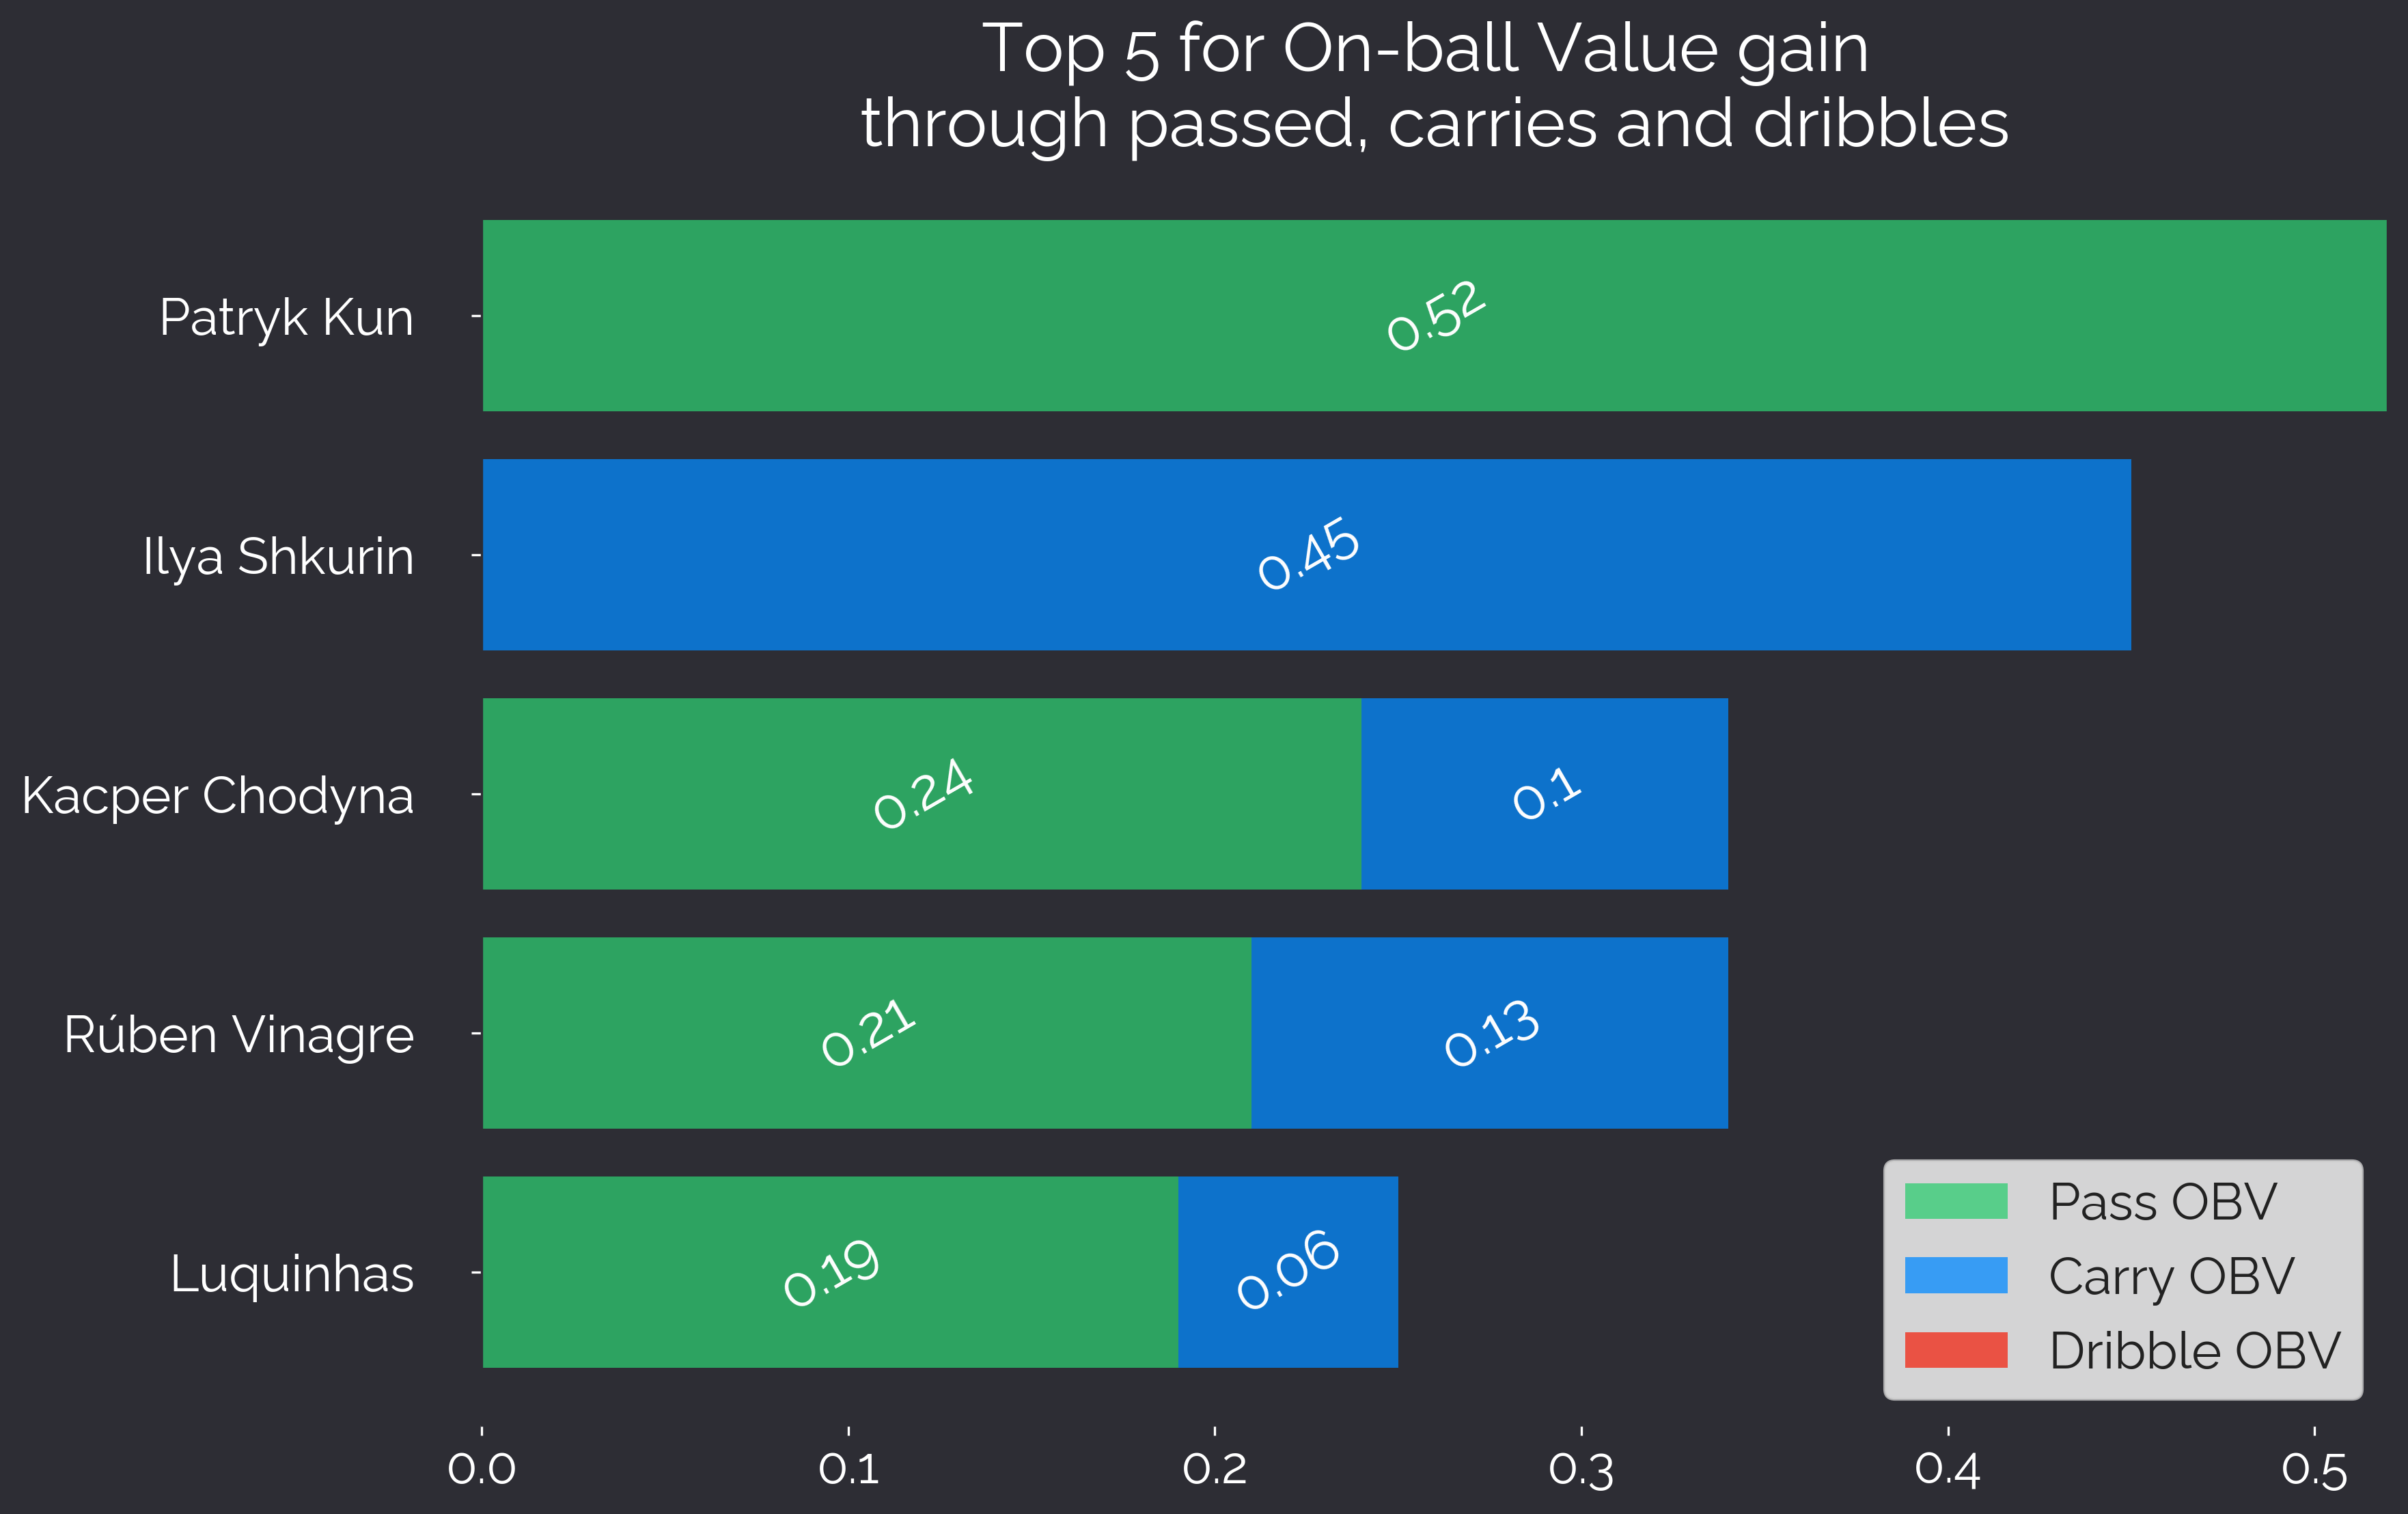 Top 5 for On-ball Value gain
through passed, carries and dribbles
Patryk Kun
0.52
Ilya Shkurin
0.45
Kacper Chodyna
0.24
0.1
Rúben Vinagre
0.21
0.13
Luquinhas
0.19
0.06
Pass OBV
Carry OBV
Dribble OBV
0.0 0.1 0.2 0.3 0.4 0.5